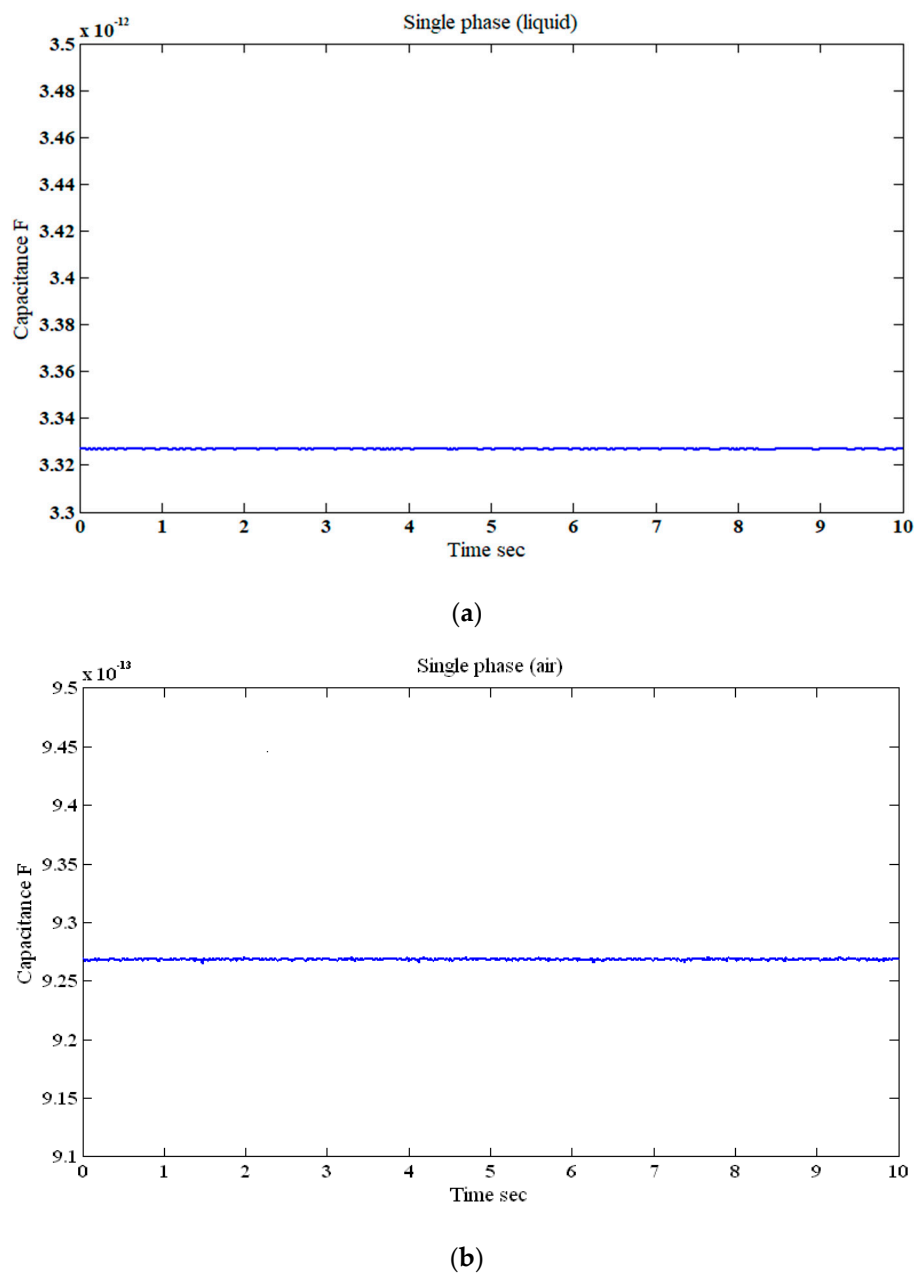 Single phase (liquid)
x 10-12
3.5
3.48
3.46
3.44
3.42
3.4
3.38
3.36
3.34
3.32
3.3
Capacitance F
0 1 2 3 4 5 6 7 8 9 10
Time sec
(a)
Single phase (air)
x 10-13
9.5
9.45
9.4
9.35
9.3
9.25
9.2
9.15
9.1
Capacitance F
0 1 2 3 4 5 6 7 8 9 10
Time sec
(b)